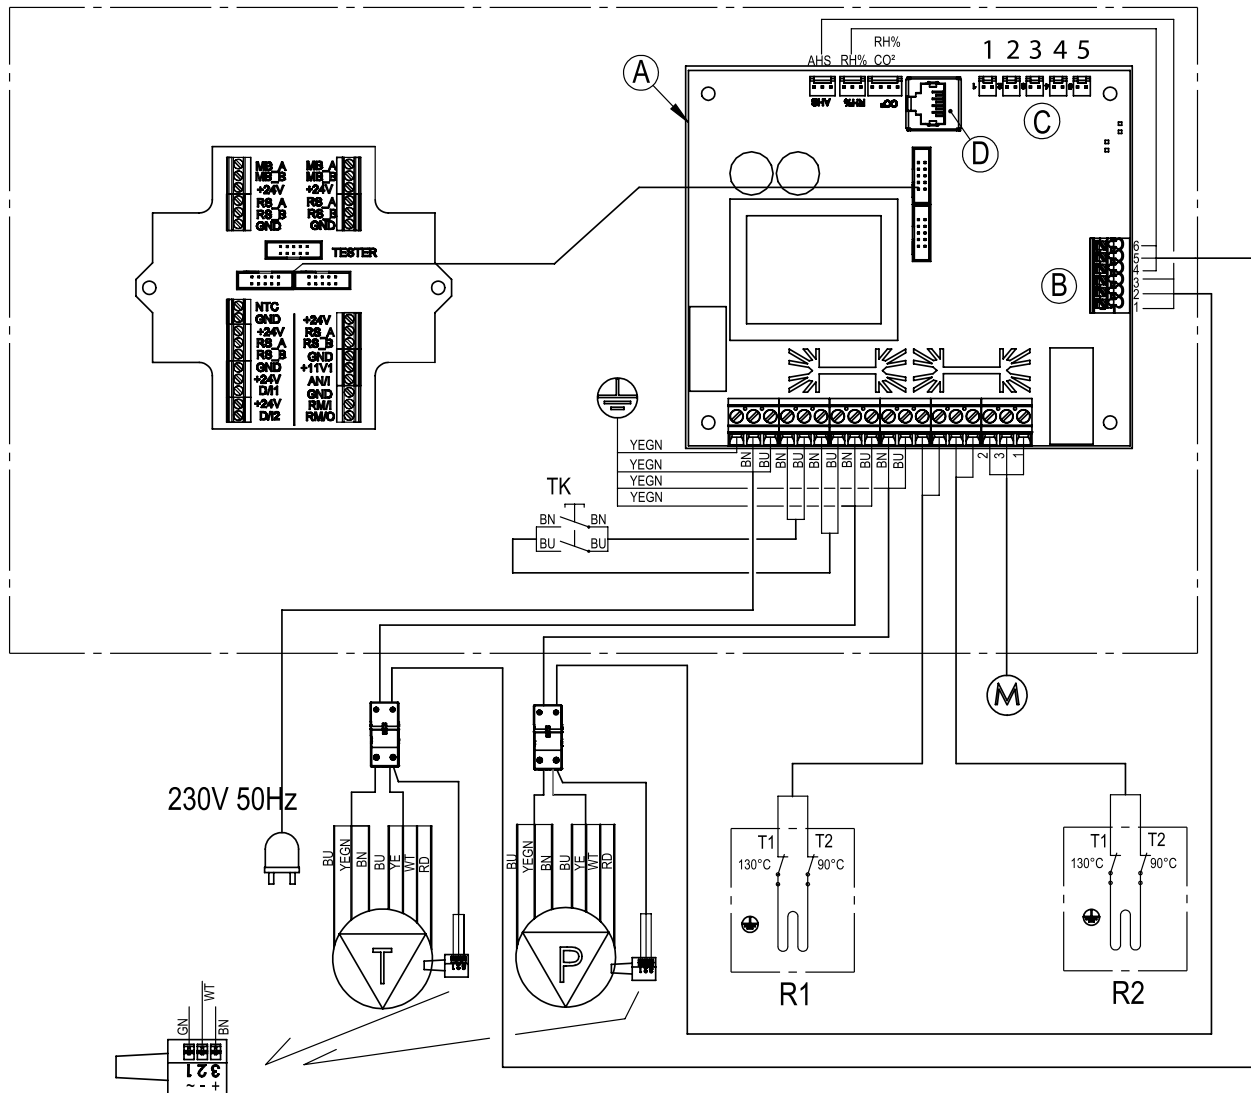 RH%
AHS RH% CO²
1 2 3 4 5
A
AHS RH% CO²
1 2 3 4 5
C
D
MB_A MB_A
MB_B MB_B
+24V +24V
RS_A RS_A
RS_B RS_B
GND GND
TESTER
6
5
4
3
2
1
B
NTC
GND +24V
+24V RS_A
RS_A RS_B
RS_B GND
GND +11V1
+24V AN/I
D/I1 GND
+24V RM/I
D/I2 RM/O
YEGN
YEGN
YEGN
YEGN
BN BU BN BU BN BU BN BU BN BU 2 3 1
TK
BN BN
BU BU
M
230V 50Hz
BU YEGN BN BU YE WT RD
BU YEGN BN BU YE WT RD
T1 T2
130°C 90°C
T1 T2
130°C 90°C
T
P
R1
R2
GN WT BN
3 2 1
~ - +